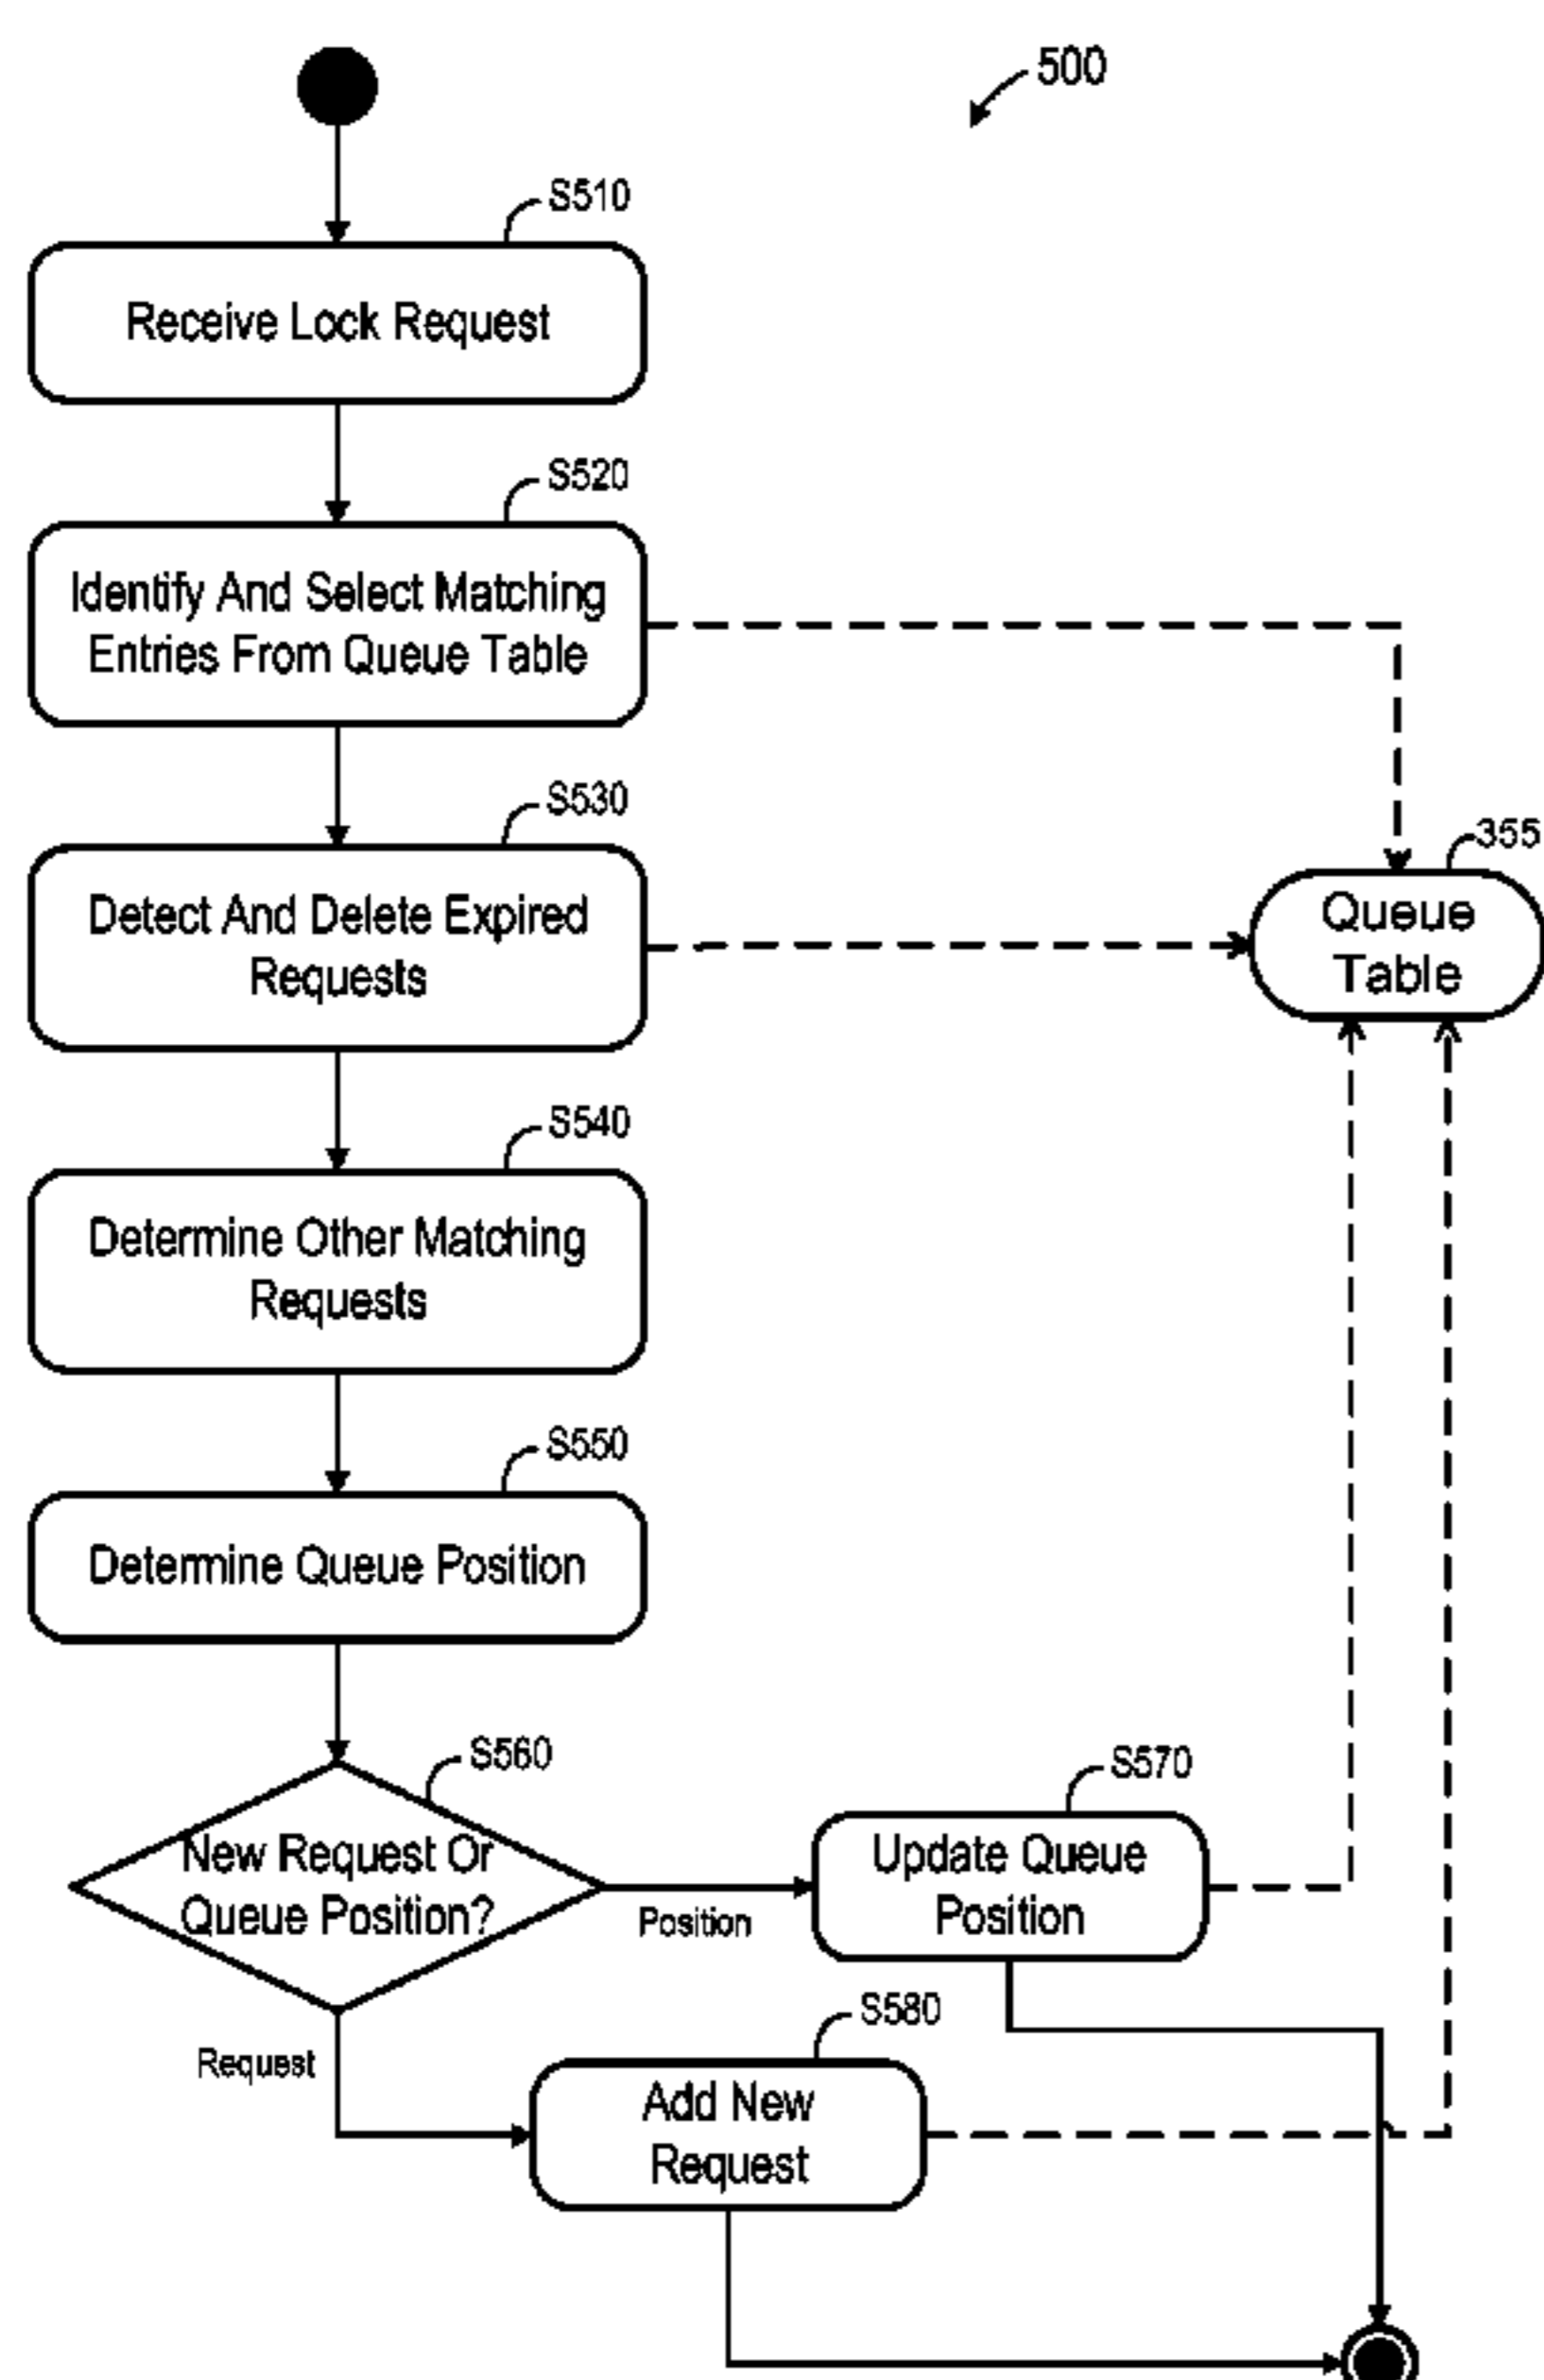 500
S510
Receive Lock Request
S520
Identify And Select Matching
Entries From Queue Table
S530
Detect And Delete Expired
Requests
355
Queue
Table
S540
Determine Other Matching
Requests
S550
Determine Queue Position
S560
New Request Or
Queue Position?
Position
S570
Update Queue
Position
Request
S580
Add New
Request